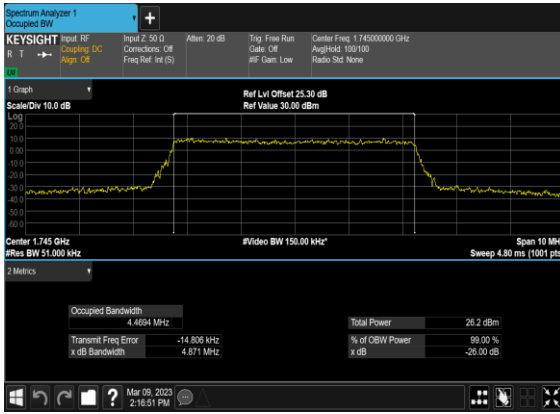 Spectrum Analyzer 1
Occupied BW
+
KEYSIGHT Input: RF Input Z: 50 Ω Atten: 20 dB Trig: Free Run Center Freq: 1.745000000 GHz
R T Coupling: DC Corrections: Off Gate: Off Avg|Hold: 100/100
Align: Off Freq Ref: Int (S) #IF Gain: Low Radio Std: None
1 Graph
Ref Lvl Offset 25.30 dB
Scale/Div 10.0 dB Ref Value 30.00 dBm
Log
20.0
10.0
0.00
-10.0
-20.0
-30.0
-40.0
-50.0
-60.0
Center 1.745 GHz #Video BW 150.00 kHz* Span 10 MH
#Res BW 51.000 kHz Sweep 4.80 ms (1001 pts
2 Metrics
Occupied Bandwidth
4.4694 MHz Total Power 26.2 dBm
Transmit Freq Error -14.806 kHz % of OBW Power 99.00 %
x dB Bandwidth 4.871 MHz x dB -26.00 dB
? Mar 09, 2023
2:16:51 PM